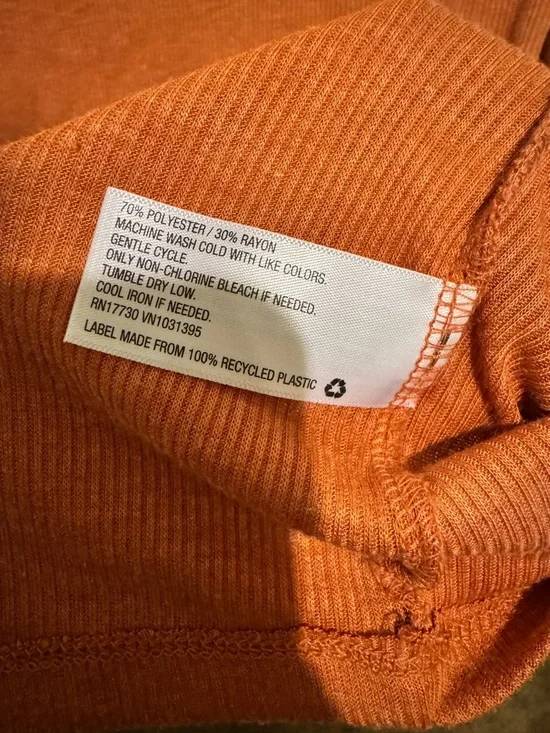 70% POLYESTER / 30% RAYON
MACHINE WASH COLD WITH LIKE COLORS.
GENTLE CYCLE.
ONLY NON-CHLORINE BLEACH IF NEEDED.
TUMBLE DRY LOW.
COOL IRON IF NEEDED.
RN17730 VN1031395
LABEL MADE FROM 100% RECYCLED PLASTIC